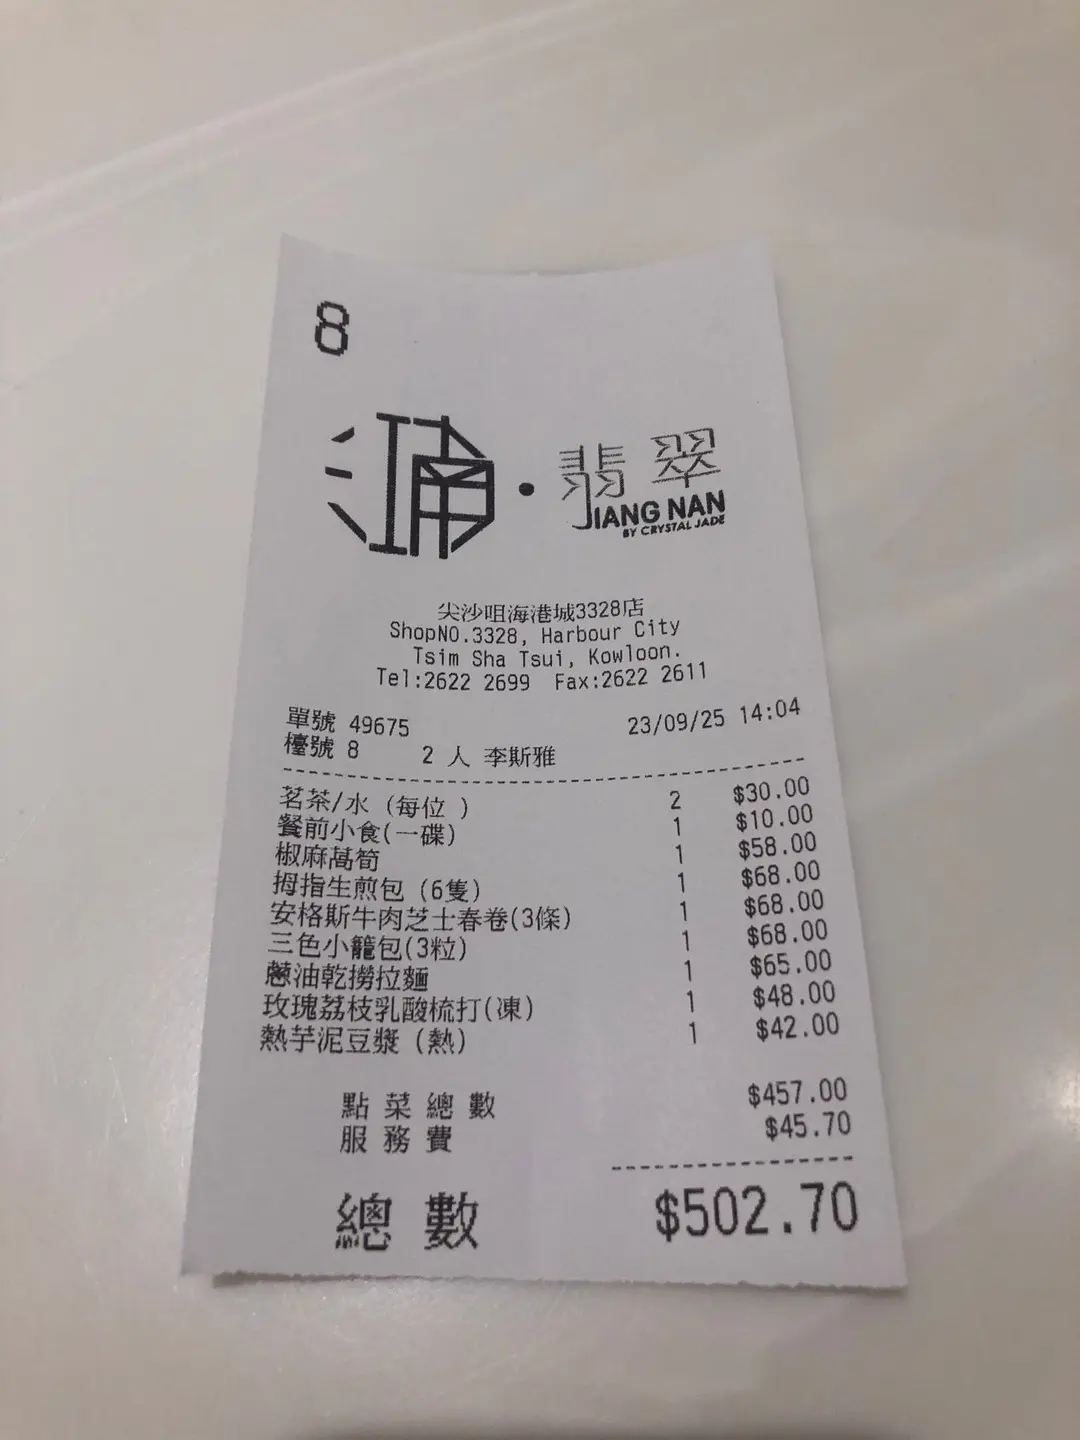 8
江南・翡翠
JIANG NAN
BY CRYSTAL JADE
尖沙咀海港城3328店
ShopNO.3328, Harbour City
Tsim Sha Tsui, Kowloon.
Tel:2622 2699 Fax:2622 2611
單號 49675 23/09/25 14:04
檯號 8 2 人 李斯雅
茗茶/水 (每位 ) 2 $30.00
餐前小食(一碟) 1 $10.00
椒麻萵筍 1 $58.00
拇指生煎包 (6隻) 1 $68.00
安格斯牛肉芝士春卷(3條) 1 $68.00
三色小籠包(3粒) 1 $68.00
蔥油乾撈拉麵 1 $65.00
玫瑰荔枝乳酸梳打(凍) 1 $48.00
熱芋泥豆漿 (熱) 1 $42.00
點菜總數 $457.00
服務費 $45.70
總數 $502.70